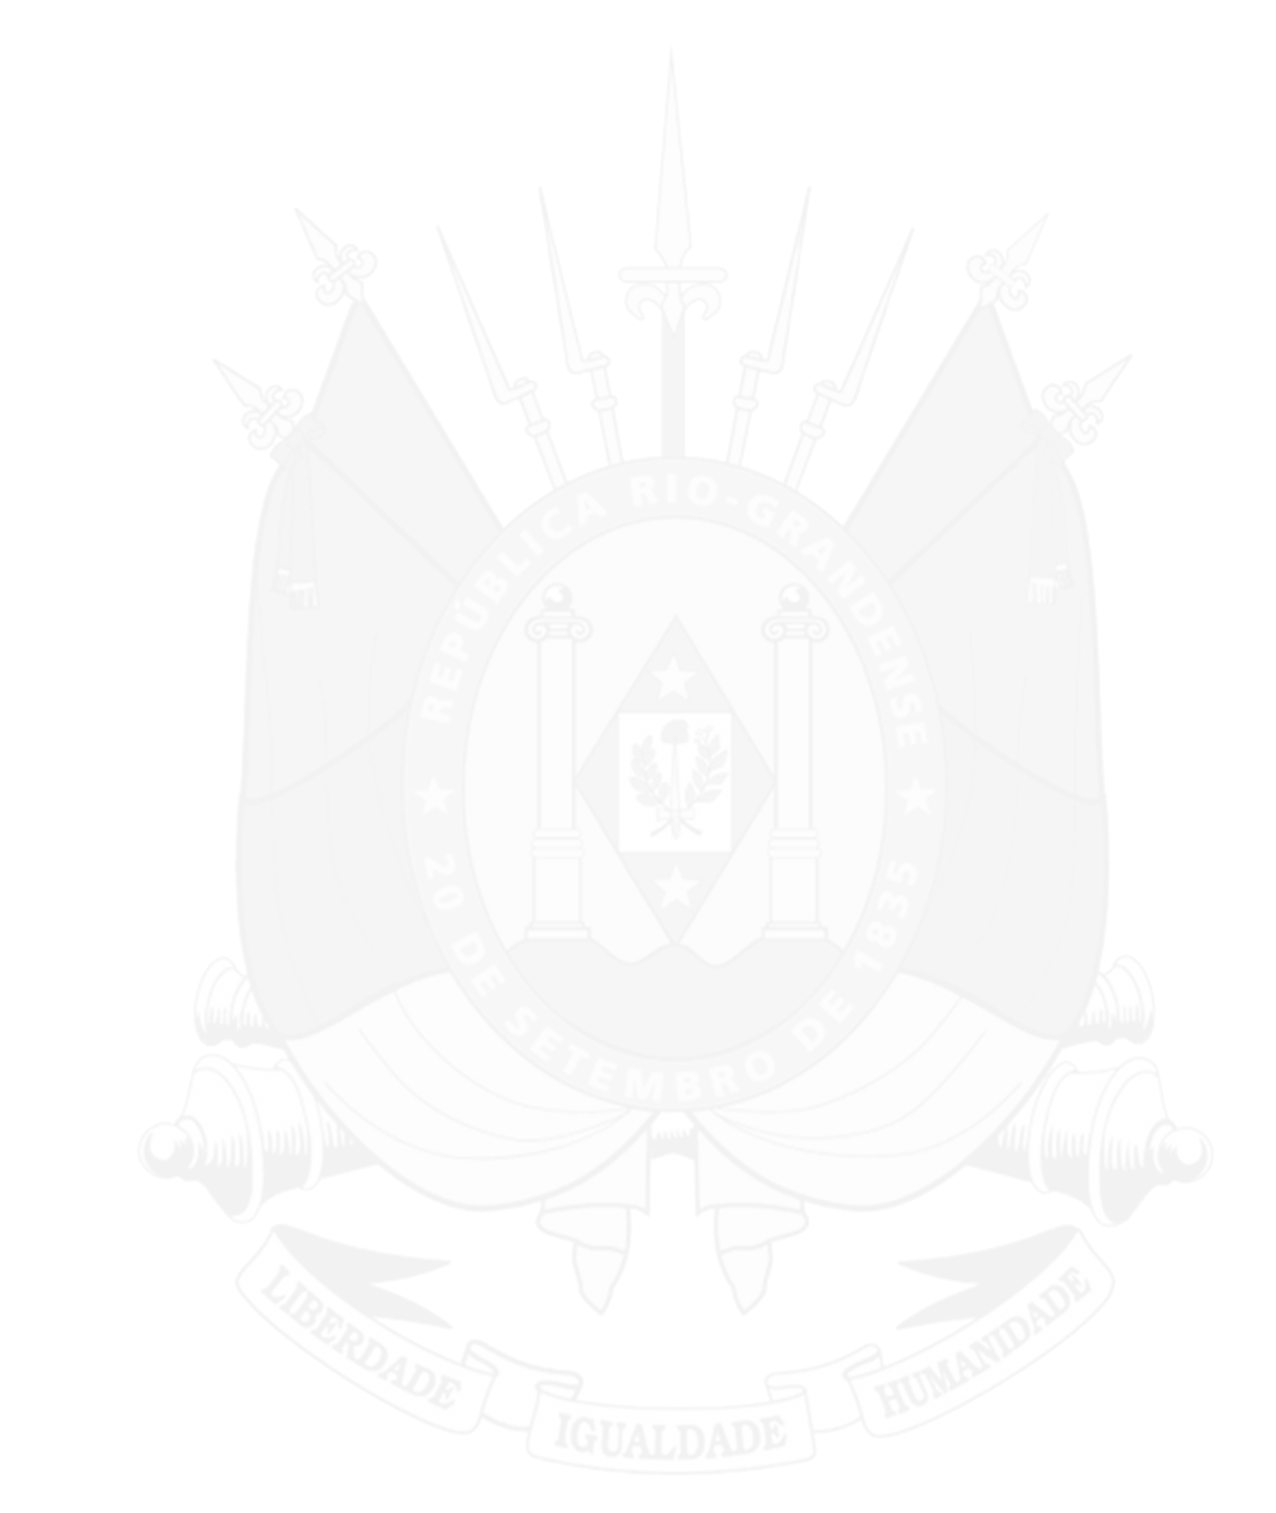 REPÚBLICA RIO-GRANDENSE
20 DE SETEMBRO DE 1835
LIBERDADE
IGUALDADE
HUMANIDADE